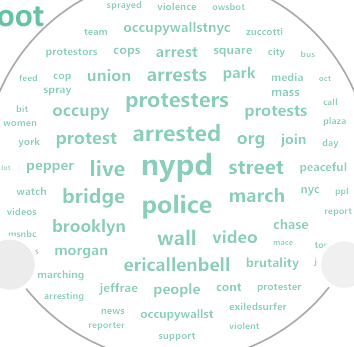 sprayed violence owsbot
oot
team occupywallstnyc zuccotti
protestors cops arrest square city bus
feed cop union arrests park media oct
spray mass
protesters
bit occupy protests call
women plaza
york protest arrested org join day
lot pepper live nypd street peaceful
watch bridge police march nyc ppl
videos report
msnbc brooklyn chase
wall video mace
s morgan
ericallenbell brutality
marching
arresting jeffrae people cont protester
news exiledsurfer
reporter occupywallst violent
support